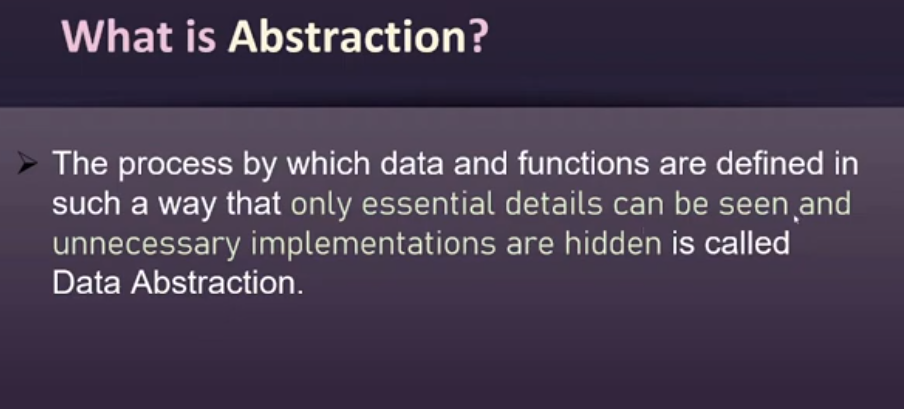 What is Abstraction?
➤ The process by which data and functions are defined in
such a way that only essential details can be seen and
unnecessary implementations are hidden is called
Data Abstraction.